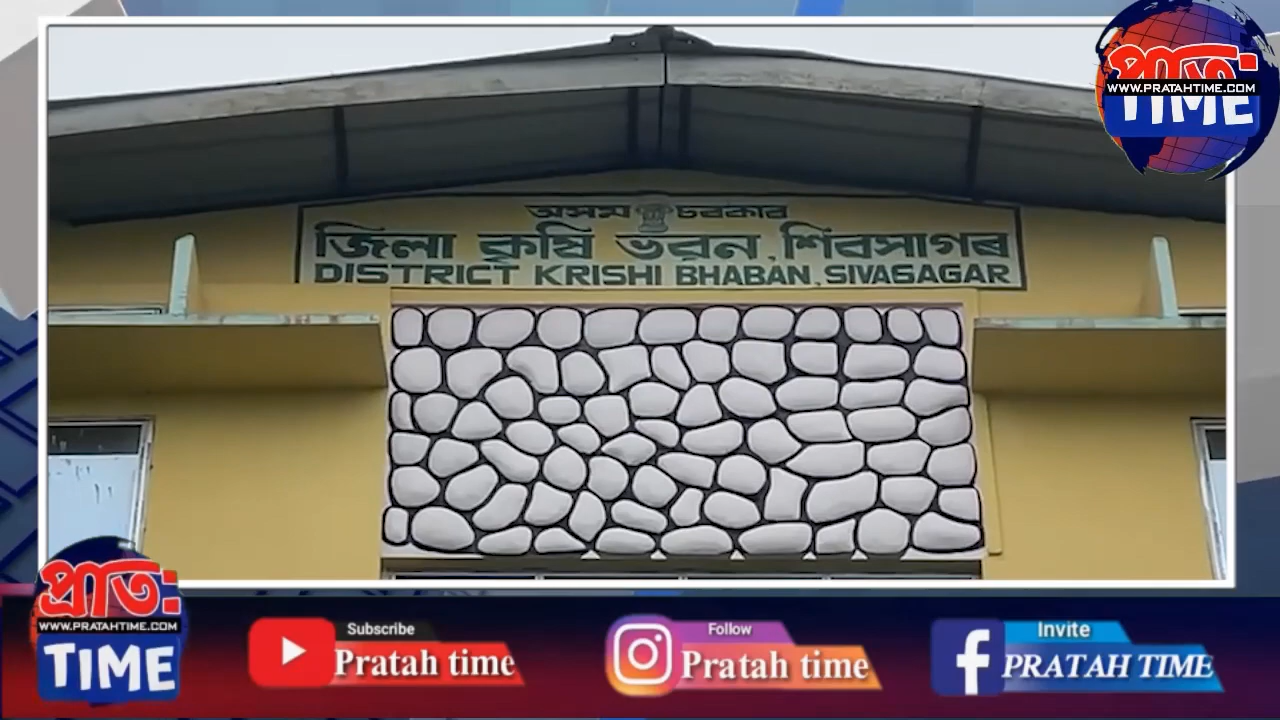 প্ৰাত:
WWW.PRATAHTIME.COM
TIME
অসম চৰকাৰ
জিলা কৃষি ভৱন, শিৱসাগৰ
DISTRICT KRISHI BHABAN, SIVASAGAR
প্ৰাত:
WWW.PRATAHTIME.COM
TIME
Subscribe
Pratah time
Follow
Pratah time
Invite
PRATAH TIME